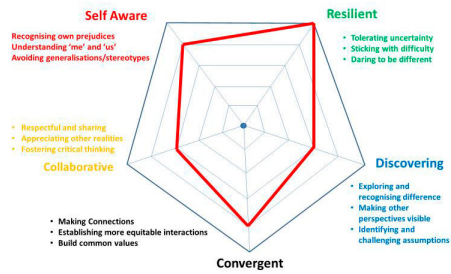 Self Aware
Recognising own prejudices
Understanding ‘me’ and ‘us’
Avoiding generalisations/stereotypes
Resilient
• Tolerating uncertainty
• Sticking with difficulty
• Daring to be different
• Respectful and sharing
• Appreciating other realities
• Fostering critical thinking
Collaborative
Discovering
• Exploring and
recognising difference
• Making other
perspectives visible
• Identifying and
challenging assumptions
• Making Connections
• Establishing more equitable interactions
• Build common values
Convergent